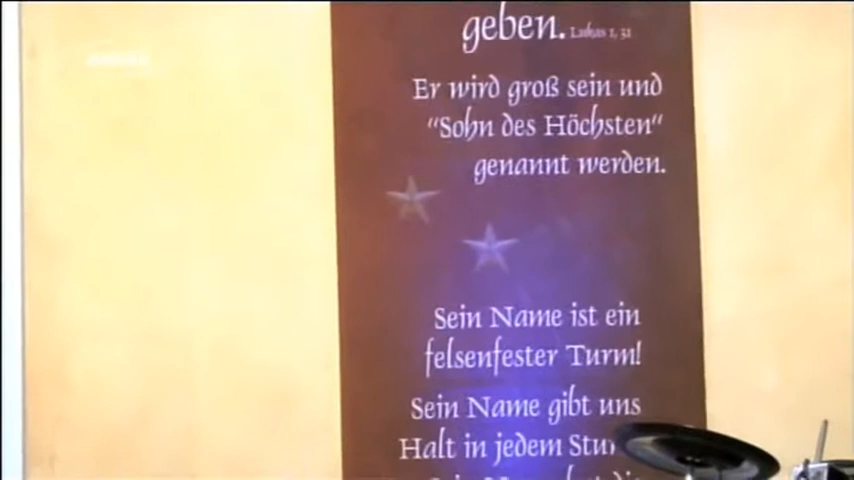 geben. Lukas 1, 31
Er wird groß sein und
"Sohn des Höchsten"
genannt werden.
Sein Name ist ein
felsenfester Turm!
Sein Name gibt uns
Halt in jedem